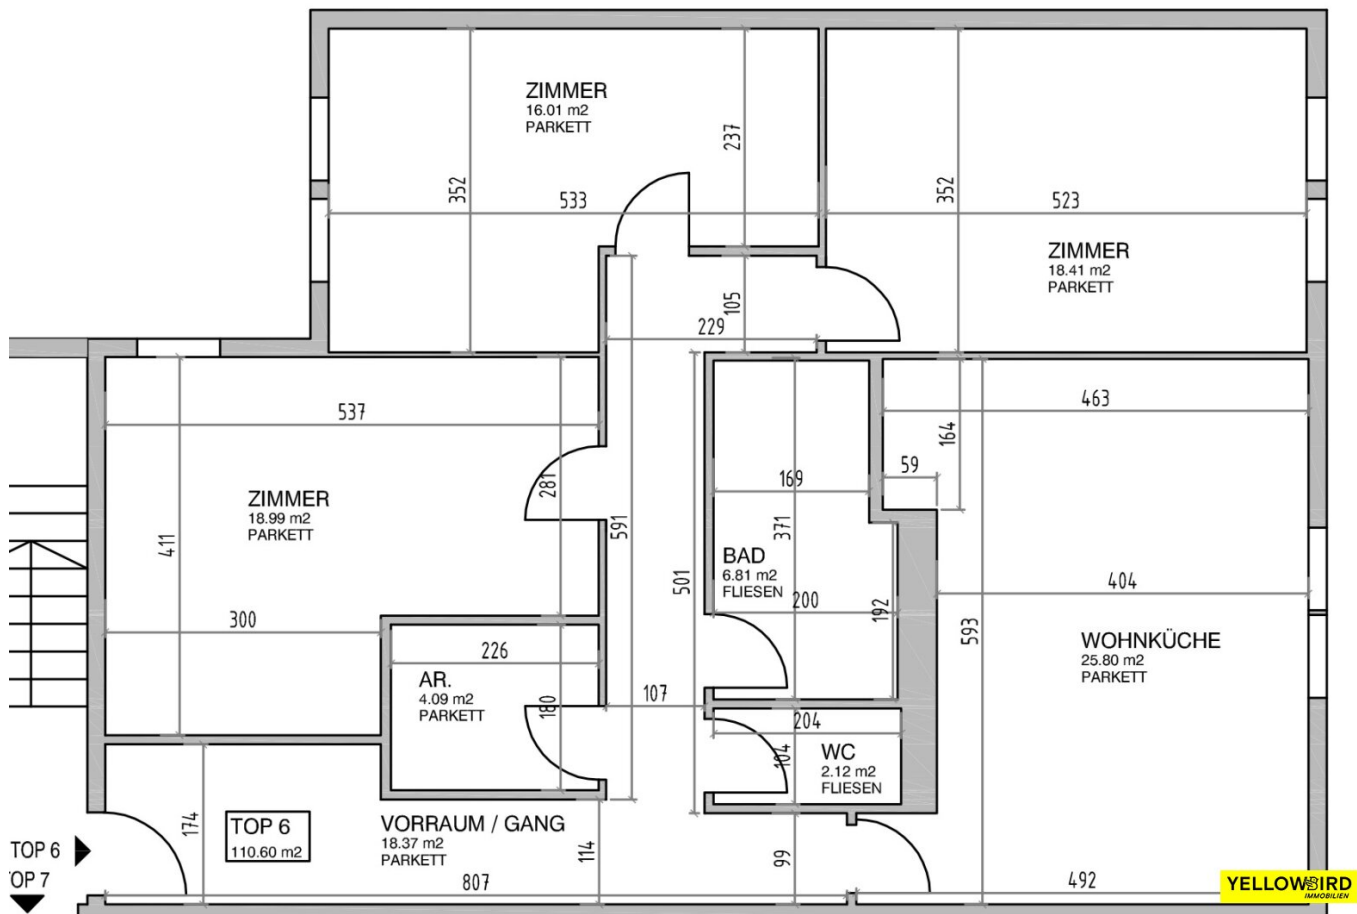 ZIMMER
16.01 m2
PARKETT
237
352
533
352
523
ZIMMER
18.41 m2
PARKETT
105
229
537
463
164
59
281
169
ZIMMER
18.99 m2
PARKETT
411
591
371
501
BAD
6.81 m2
FLIESEN
200
192
404
593
300
226
WOHNKÜCHE
25.80 m2
PARKETT
AR.
4.09 m2
PARKETT
180
107
204
104
WC
2.12 m2
FLIESEN
174
TOP 6
110.60 m2
VORRAUM / GANG
18.37 m2
PARKETT
114
99
TOP 6
OP 7
807
492
YELLOWBIRD
IMMOBILIEN